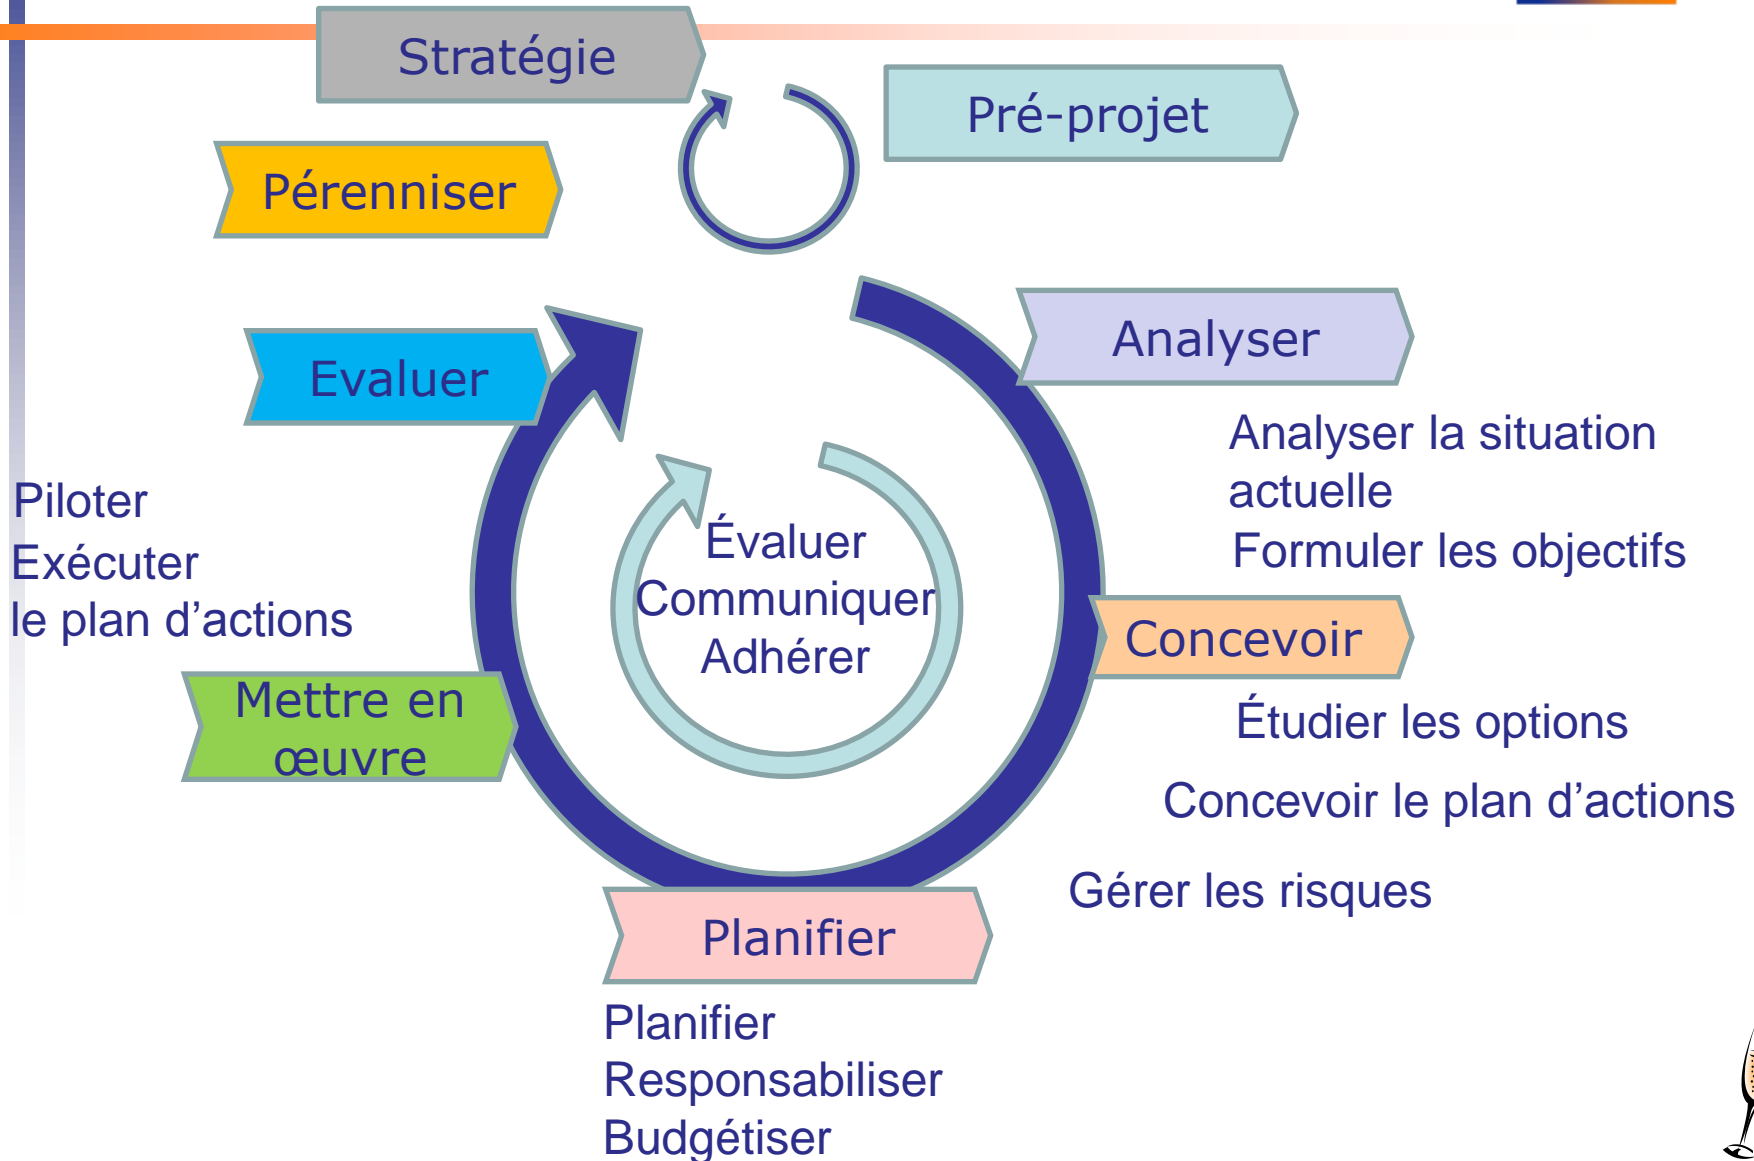 Stratégie
Pré-projet
Pérenniser
Analyser
Evaluer
Analyser la situation
actuelle
Formuler les objectifs
Piloter
Exécuter
le plan d’actions
Évaluer
Communiquer
Adhérer
Concevoir
Mettre en
œuvre
Étudier les options
Concevoir le plan d’actions
Gérer les risques
Planifier
Planifier
Responsabiliser
Budgétiser